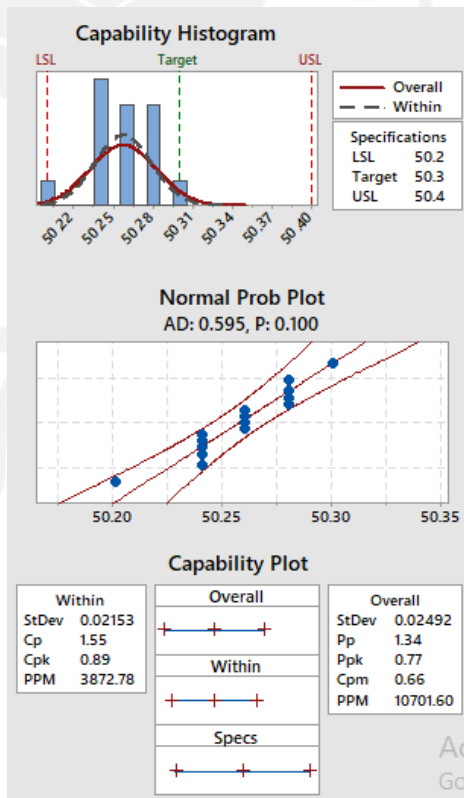 Capability Histogram
LSL Target USL
50.22 50.25 50.28 50.31 50.34 50.37 50.40
Overall
Within
Specifications
LSL 50.2
Target 50.3
USL 50.4
Normal Prob Plot
AD: 0.595, P: 0.100
50.20 50.25 50.30 50.35
Capability Plot
Within
StDev 0.02153
Cp 1.55
Cpk 0.89
PPM 3872.78
Overall
Within
Specs
Overall
StDev 0.02492
Pp 1.34
Ppk 0.77
Cpm 0.66
PPM 10701.60